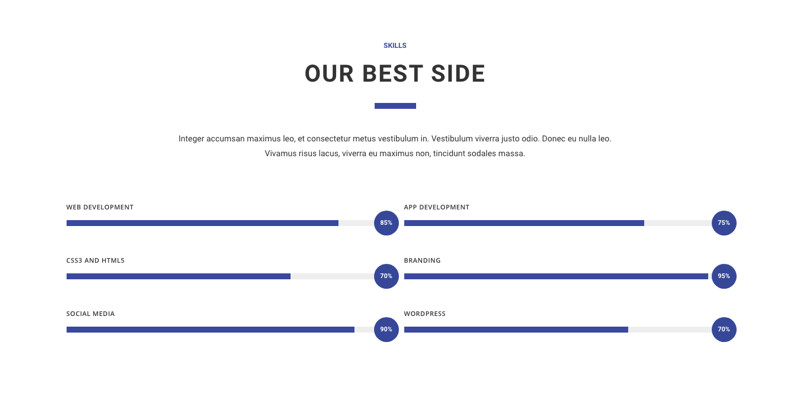 SKILLS
OUR BEST SIDE
Integer accumsan maximus leo, et consectetur metus vestibulum in. Vestibulum viverra justo odio. Donec eu nulla leo.
Vivamus risus lacus, viverra eu maximus non, tincidunt sodales massa.
WEB DEVELOPMENT
85%
APP DEVELOPMENT
75%
CSS3 AND HTML5
70%
BRANDING
95%
SOCIAL MEDIA
90%
WORDPRESS
70%